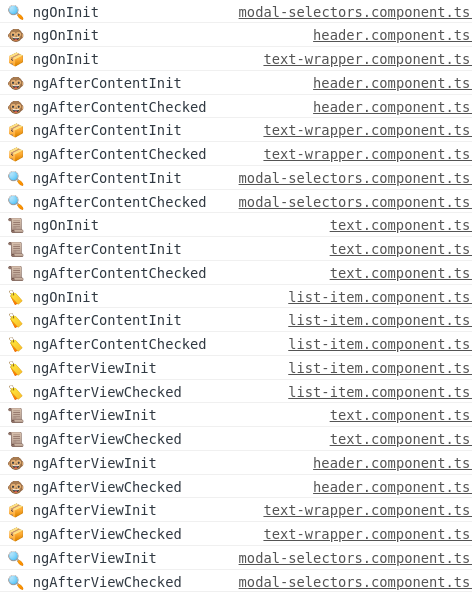 🔍 ngOnInit modal-selectors.component.ts
🐵 ngOnInit header.component.ts
📦 ngOnInit text-wrapper.component.ts
🐵 ngAfterContentInit header.component.ts
🐵 ngAfterContentChecked header.component.ts
📦 ngAfterContentInit text-wrapper.component.ts
📦 ngAfterContentChecked text-wrapper.component.ts
🔍 ngAfterContentInit modal-selectors.component.ts
🔍 ngAfterContentChecked modal-selectors.component.ts
📜 ngOnInit text.component.ts
📜 ngAfterContentInit text.component.ts
📜 ngAfterContentChecked text.component.ts
🏷️ ngOnInit list-item.component.ts
🏷️ ngAfterContentInit list-item.component.ts
🏷️ ngAfterContentChecked list-item.component.ts
🏷️ ngAfterViewInit list-item.component.ts
🏷️ ngAfterViewChecked list-item.component.ts
📜 ngAfterViewInit text.component.ts
📜 ngAfterViewChecked text.component.ts
🐵 ngAfterViewInit header.component.ts
🐵 ngAfterViewChecked header.component.ts
📦 ngAfterViewInit text-wrapper.component.ts
📦 ngAfterViewChecked text-wrapper.component.ts
🔍 ngAfterViewInit modal-selectors.component.ts
🔍 ngAfterViewChecked modal-selectors.component.ts